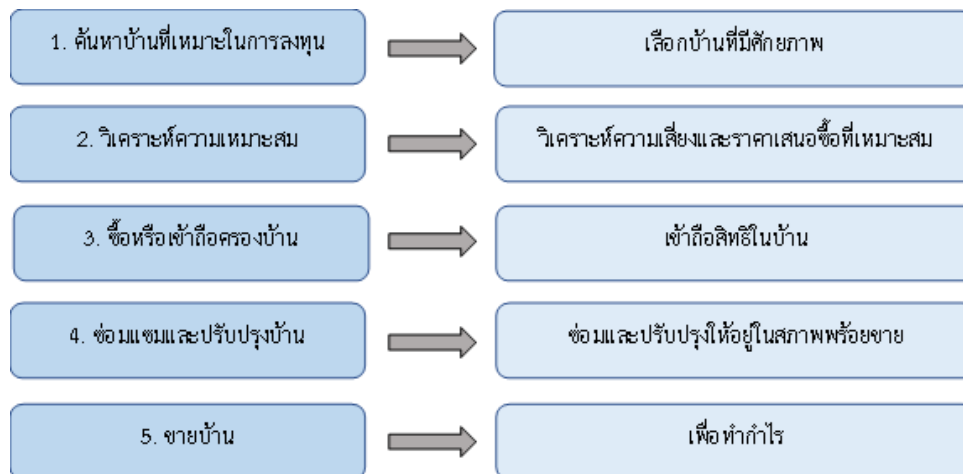 1. ค้นหาบ้านที่เหมาะในการลงทุน
เลือกบ้านที่มีศักยภาพ
2. วิเคราะห์ความเหมาะสม
วิเคราะห์ความเสี่ยงและราคาเสนอซื้อที่เหมาะสม
3. ซื้อหรือเข้าถือครองบ้าน
เข้าถือสิทธิในบ้าน
4. ซ่อมแซมและปรับปรุงบ้าน
ซ่อมและปรับปรุงให้อยู่ในสภาพพร้อยขาย
5. ขายบ้าน
เพื่อทำกำไร